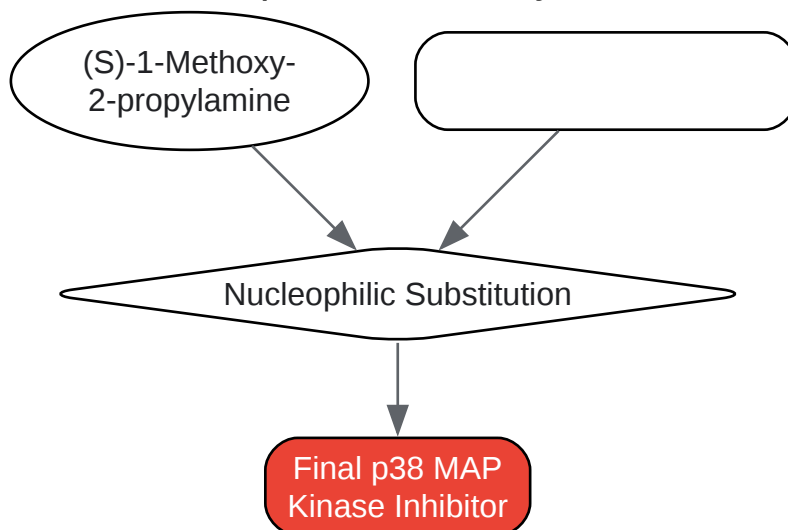 (S)-1-Methoxy-
2-propylamine
Nucleophilic Substitution
Final p38 MAP
Kinase Inhibitor